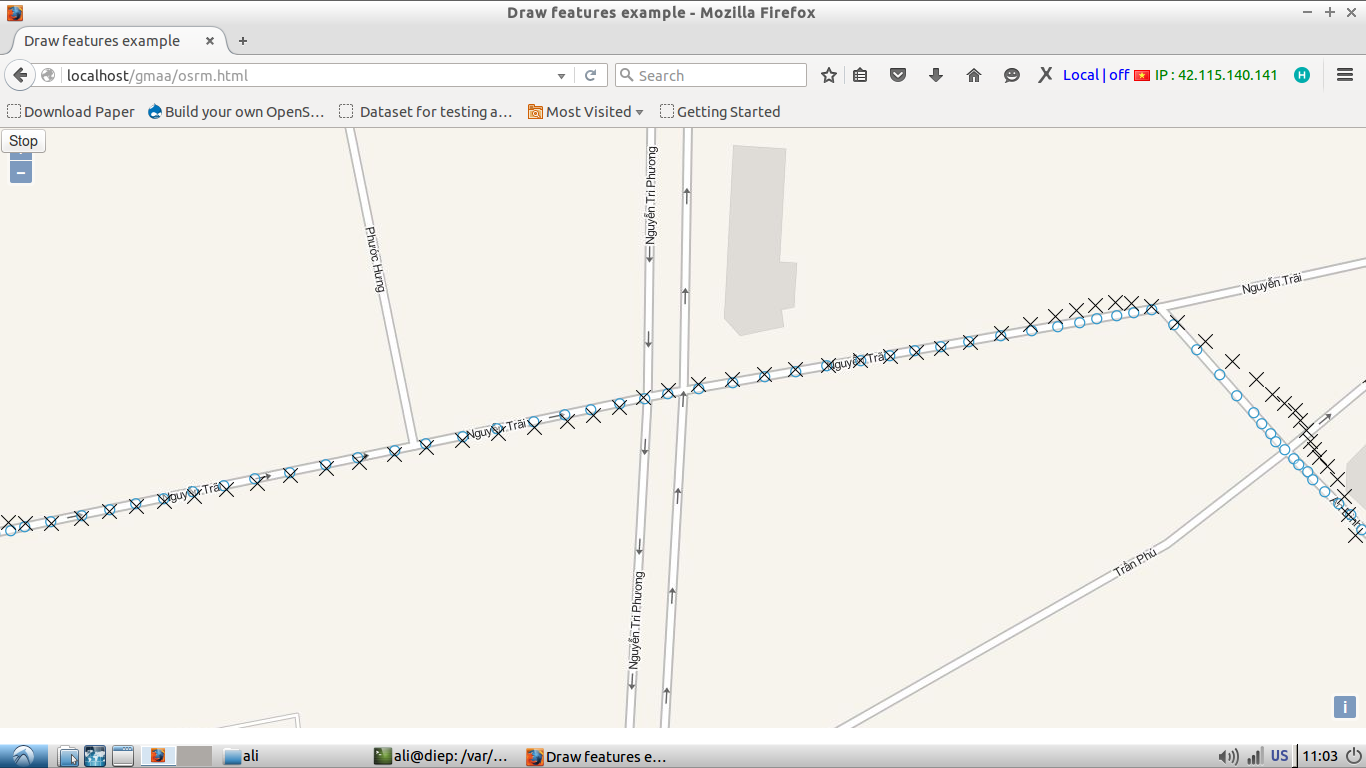 Draw features example - Mozilla Firefox
Draw features example
localhost/gmaa/osrm.html
Search
Local | off
IP : 42.115.140.141
H
Download Paper
Build your own OpenS...
Dataset for testing a...
Most Visited
Getting Started
Stop
−
Nguyễn Tri Phương
Phước Hưng
Nguyễn Trãi
Nguyễn Trãi
Nguyễn Trãi
Nguyễn Trãi
Trần Phú
Nguyễn Tri Phương
i
ali
ali@diep: /var/...
Draw features e...
US
11:03